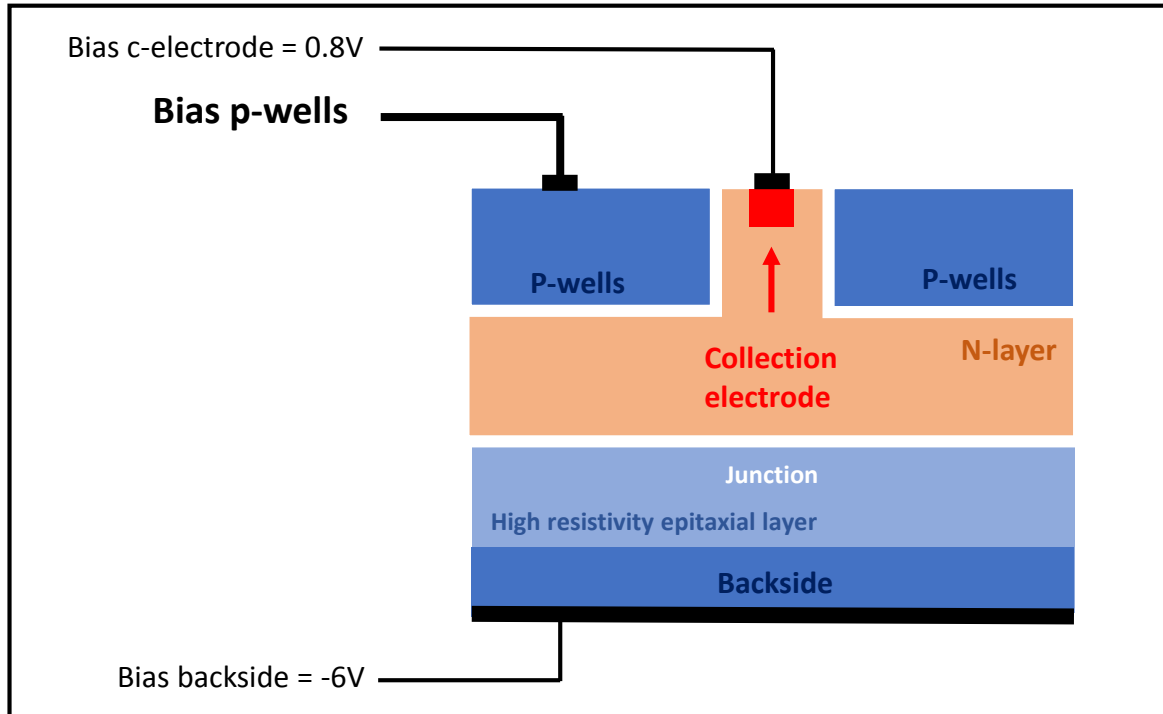 Bias c-electrode = 0.8V
Bias p-wells
P-wells
P-wells
N-layer
Collection
electrode
Junction
High resistivity epitaxial layer
Backside
Bias backside = -6V